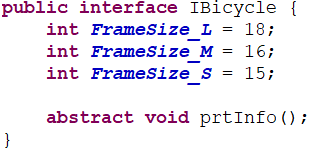 public interface IBicycle {
    int FrameSize_L = 18;
    int FrameSize_M = 16;
    int FrameSize_S = 15;

    abstract void prtInfo();
}